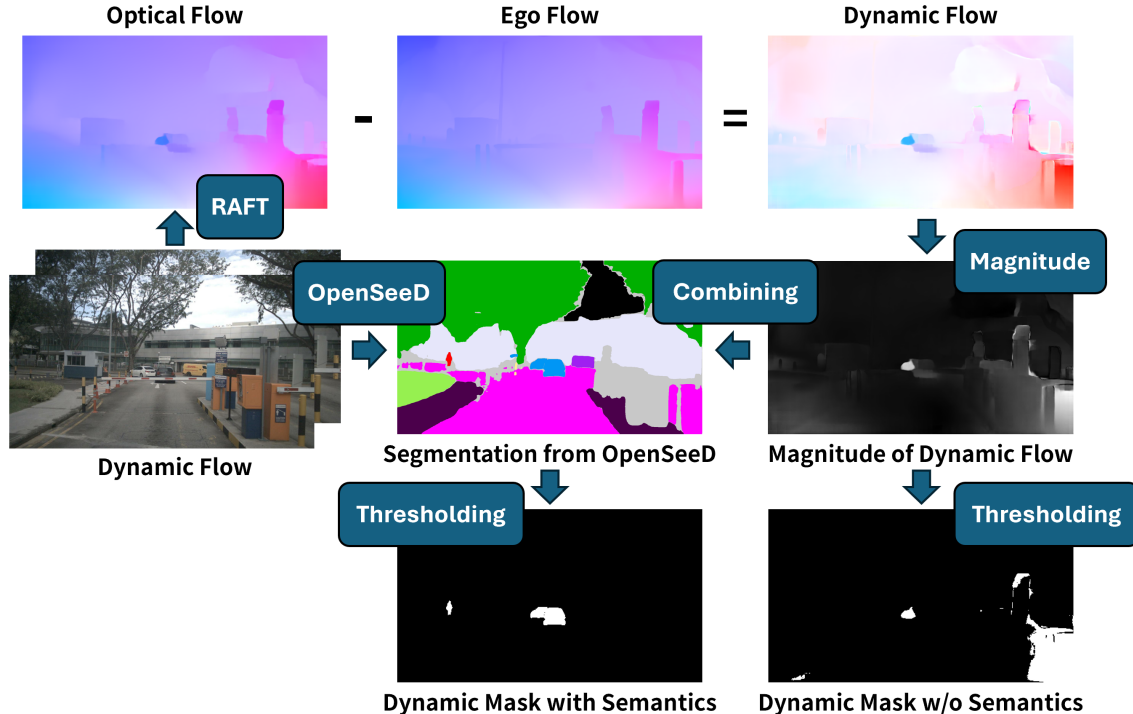 Optical Flow
Ego Flow
Dynamic Flow
-
=
RAFT
OpenSeeD
Combining
Magnitude
Dynamic Flow
Segmentation from OpenSeeD
Magnitude of Dynamic Flow
Thresholding
Thresholding
Dynamic Mask with Semantics
Dynamic Mask w/o Semantics